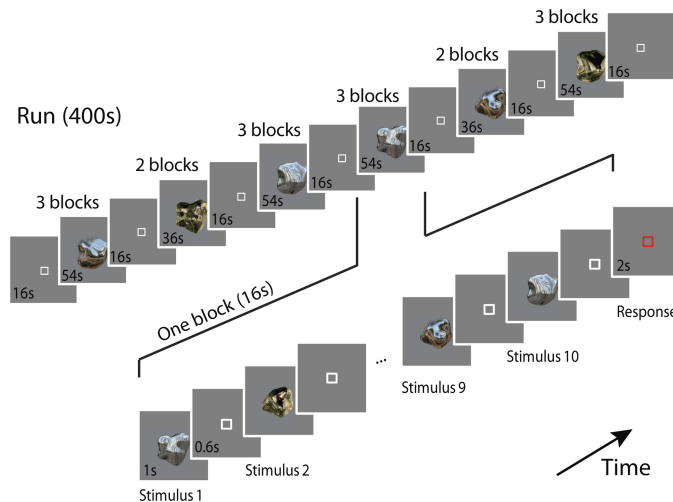 3 blocks
2 blocks
3 blocks
3 blocks
2 blocks
3 blocks
Run (400s)
16s
54s
16s
36s
16s
54s
16s
54s
16s
36s
16s
54s
16s
One block (16s)
1s
0.6s
...
2s
Stimulus 1
Stimulus 2
Stimulus 9
Stimulus 10
Response
Time